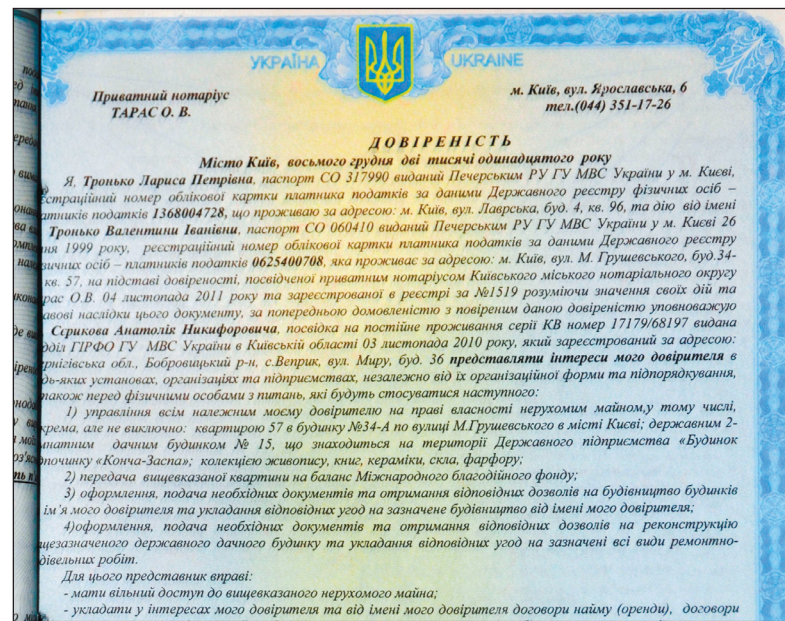 УКРАЇНА UKRAINE
Приватний нотаріус
ТАРАС О. В.
м. Київ, вул. Ярославська, 6
тел.(044) 351-17-26
ДОВІРЕНІСТЬ
Місто Київ, восьмого грудня дві тисячі одинадцятого року
Я, Тронько Лариса Петрівна, паспорт СО 317990 виданий Печерським РУ ГУ МВС України у м. Києві,
єстраційний номер облікової картки платника податків за даними Державного реєстру фізичних осіб –
атників податків 1368004728, що проживаю за адресою: м. Київ, вул. Лаврська, буд. 4, кв. 96, та дію від імені
Тронько Валентини Іванівни, паспорт СО 060410 виданий Печерським РУ ГУ МВС України у м. Києві 26
ня 1999 року, реєстраційний номер облікової картки платника податків за даними Державного реєстру
зичних осіб – платників податків 0625400708, яка проживає за адресою: м. Київ, вул. М. Грушевського, буд.34-
кв. 57, на підставі довіреності, посвідченої приватним нотаріусом Київського міського нотаріального округу
рас О.В. 04 листопада 2011 року та зареєстрованої в реєстрі за №1519 розуміючи значення своїх дій та
авові наслідки цього документу, за попередньою домовленістю з повіреним даною довіреністю уповноважую
Сєрикова Анатолія Никифоровича, посвідка на постійне проживання серії КВ номер 17179/68197 видана
дділ ГІРФО ГУ МВС України в Київській області 03 листопада 2010 року, який зареєстрований за адресою:
рнігівська обл., Бобровицький р-н, с.Веприк, вул. Миру, буд. 36 представляти інтереси мого довірителя в
дь-яких установах, організаціях та підприємствах, незалежно від їх організаційної форми та підпорядкування,
також перед фізичними особами з питань, які будуть стосуватися наступного:
1) управління всім належним моєму довірителю на праві власності нерухомим майном,у тому числі,
крема, але не виключно: квартирою 57 в будинку №34-А по вулиці М.Грушевського в місті Києві; державним 2-
мнатним дачним будинком № 15, що знаходиться на території Державного підприємства «Будинок
дпочинку «Конча-Заспа»; колекцією живопису, книг, кераміки, скла, фарфору;
2) передача вищевказаної квартини на баланс Міжнародного благодійного фонду;
3) оформлення, подача необхідних документів та отримання відповідних дозволів на будівництво будинків
ім’я мого довірителя та укладання відповідних угод на зазначене будівництво від імені мого довірителя;
4)оформлення, подача необхідних документів та отримання відповідних дозволів на реконструкцію
щезазначеного державного дачного будинку та укладання відповідних угод на зазначені всі види ремонтно-
дівельних робіт.
Для цього представник вправі:
- мати вільний доступ до вищевказаного нерухомого майна;
- укладати у інтересах мого довірителя та від імені мого довірителя договори найму (оренди), договори